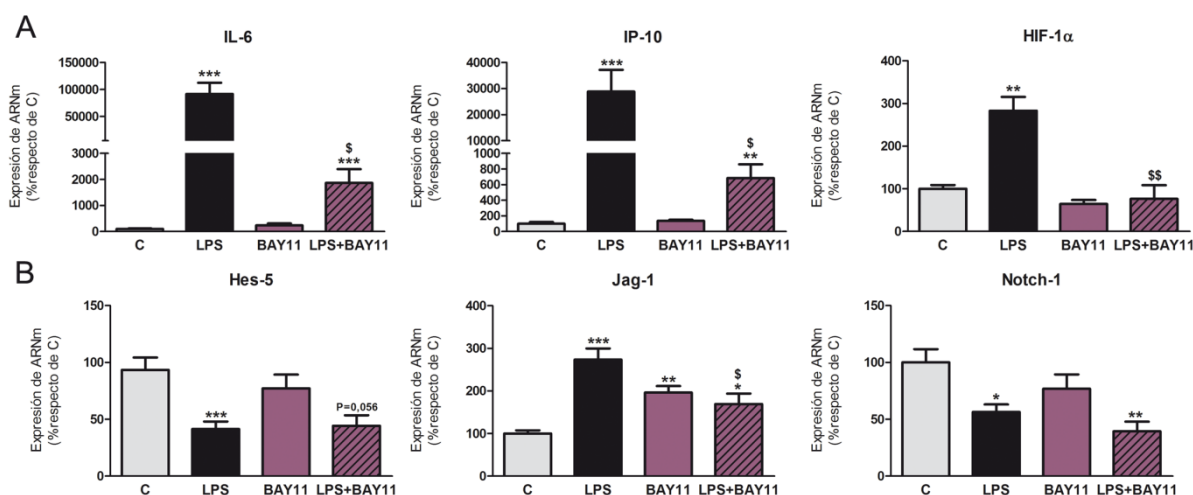 A
IL-6
Expresión de ARNm
(%respecto de C)
100000
75000
50000
3000
2000
1000
0
***
$
***
C LPS BAY11 LPS+BAY11
IP-10
Expresión de ARNm
(%respecto de C)
40000
30000
20000
10000
1000
800
600
400
200
0
***
$
**
C LPS BAY11 LPS+BAY11
HIF-1α
Expresión de ARNm
(%respecto de C)
400
300
200
100
0
**
$$
C LPS BAY11 LPS+BAY11
B
Hes-5
Expresión de ARNm
(%respecto de C)
150
100
50
0
***
P=0,056
C LPS BAY11 LPS+BAY11
Jag-1
Expresión de ARNm
(%respecto de C)
400
300
200
100
0
***
**
$
*
C LPS BAY11 LPS+BAY11
Notch-1
Expresión de ARNm
(%respecto de C)
150
100
50
0
*
**
C LPS BAY11 LPS+BAY11